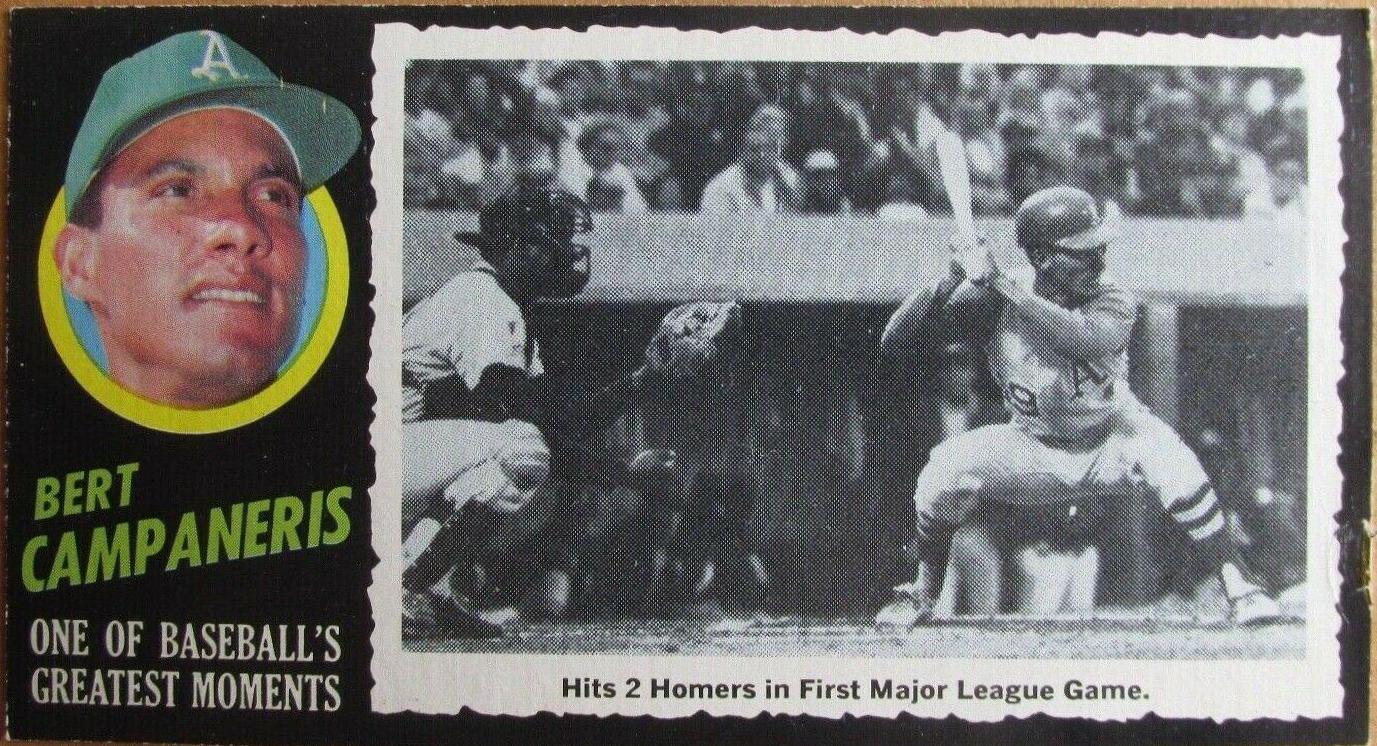 A
BERT
CAMPANERIS
ONE OF BASEBALL'S
GREATEST MOMENTS
Hits 2 Homers in First Major League Game.